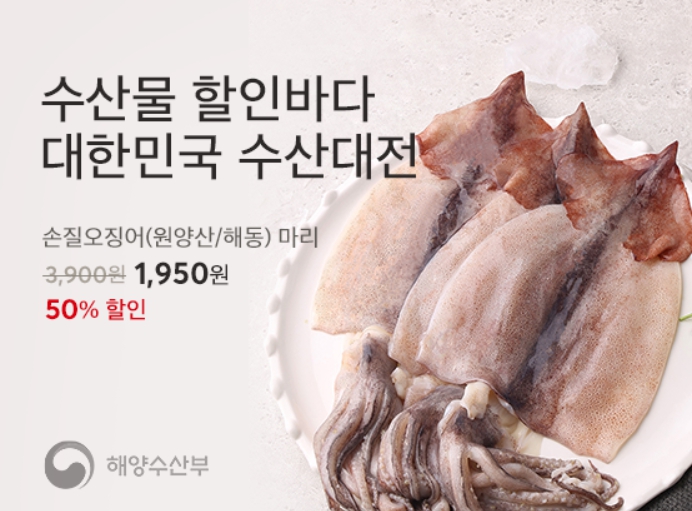 수산물 할인바다
대한민국 수산대전
손질오징어(원양산/해동) 마리
3,900원 1,950원
50% 할인
해양수산부